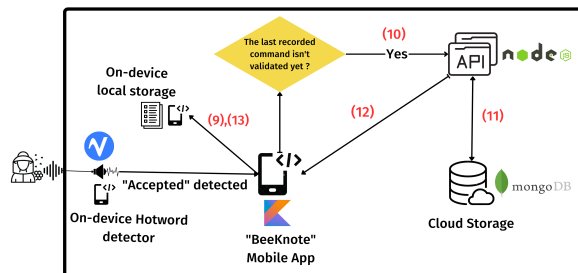 The last recorded
command isn't
validated yet ?
(10)
Yes
API
node
JS
On-device
local storage
(9),(13)
(12)
(11)
"Accepted" detected
On-device Hotword
detector
"BeeKnote"
Mobile App
mongoDB
Cloud Storage